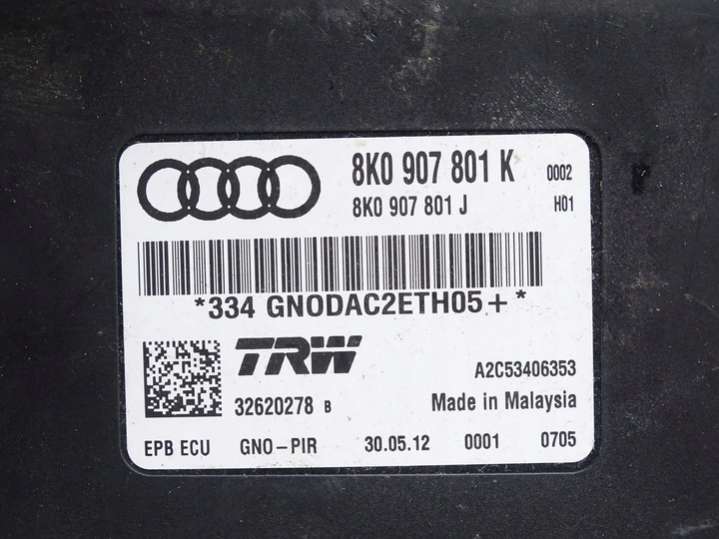 8K0 907 801 K 0002
8K0 907 801 J H01
*334 GNODAC2ETH05+*
TRW
A2C53406353
32620278 B
Made in Malaysia
EPB ECU GNO-PIR 30.05.12 0001 0705